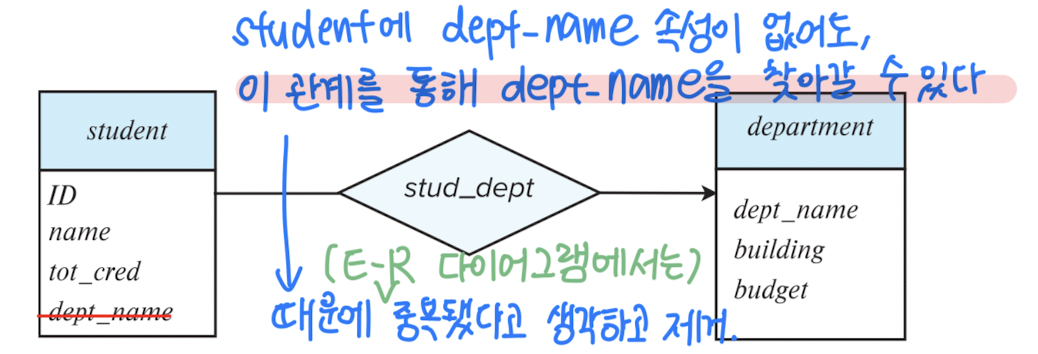 student에 dept-name 속성이 없어도,
이 관계를 통해 dept-name을 찾아갈 수 있다
student
department
ID
name
tot_cred
dept_name
stud_dept
dept_name
building
budget
(E-R 다이어그램에서는)
때문에 중복됐다고 생각하고 제거.